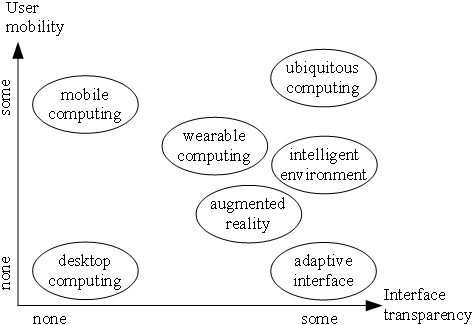 User
mobility
ubiquitous
computing
some
mobile
computing
wearable
computing
intelligent
environment
augmented
reality
none
desktop
computing
adaptive
interface
Interface
transparency
none
some